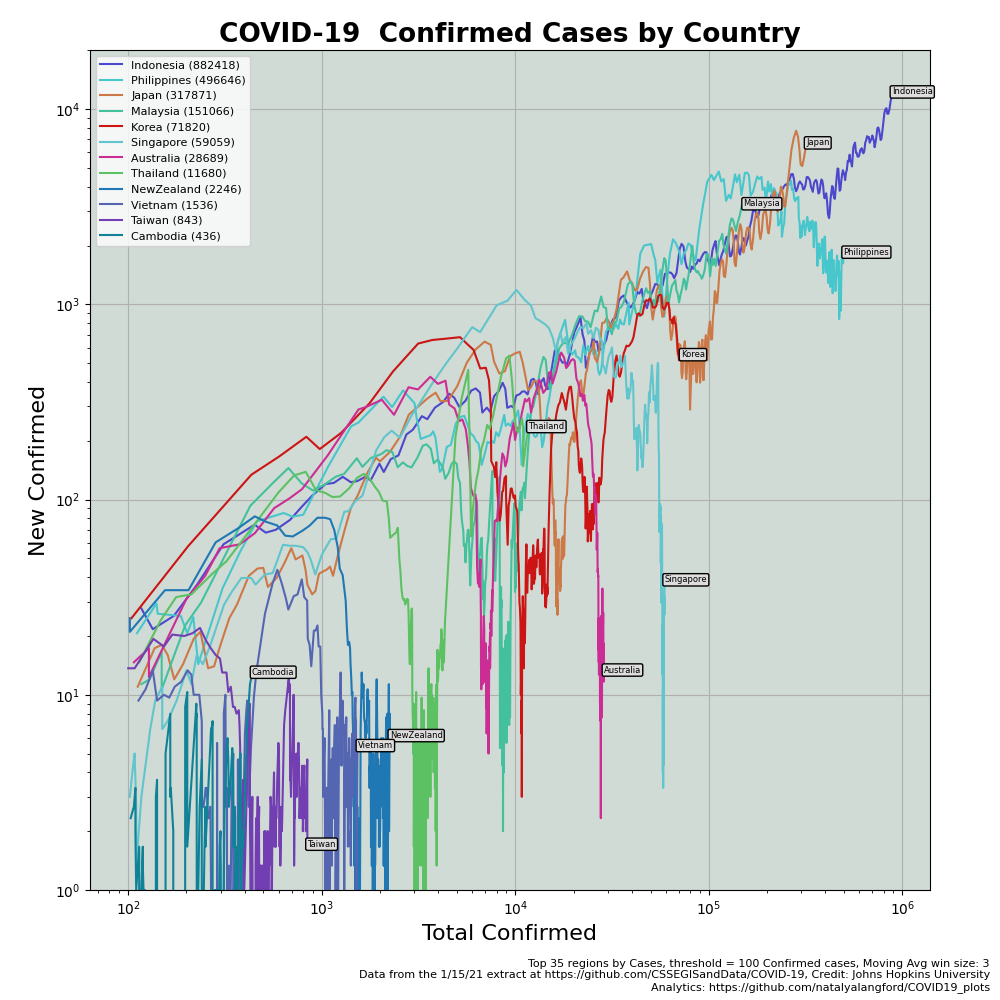 COVID-19  Confirmed Cases by Country
Indonesia (882418)
Philippines (496646)
Japan (317871)
Malaysia (151066)
Korea (71820)
Singapore (59059)
Australia (28689)
Thailand (11680)
NewZealand (2246)
Vietnam (1536)
Taiwan (843)
Cambodia (436)
Indonesia
Japan
Malaysia
Philippines
Korea
Thailand
Singapore
Australia
Cambodia
NewZealand
Vietnam
Taiwan
New Confirmed
10⁴
10³
10²
10¹
10⁰
10² 10³ 10⁴ 10⁵ 10⁶
Total Confirmed
Top 35 regions by Cases, threshold = 100 Confirmed cases, Moving Avg win size: 3
Data from the 1/15/21 extract at https://github.com/CSSEGISandData/COVID-19, Credit: Johns Hopkins University
Analytics: https://github.com/natalyalangford/COVID19_plots